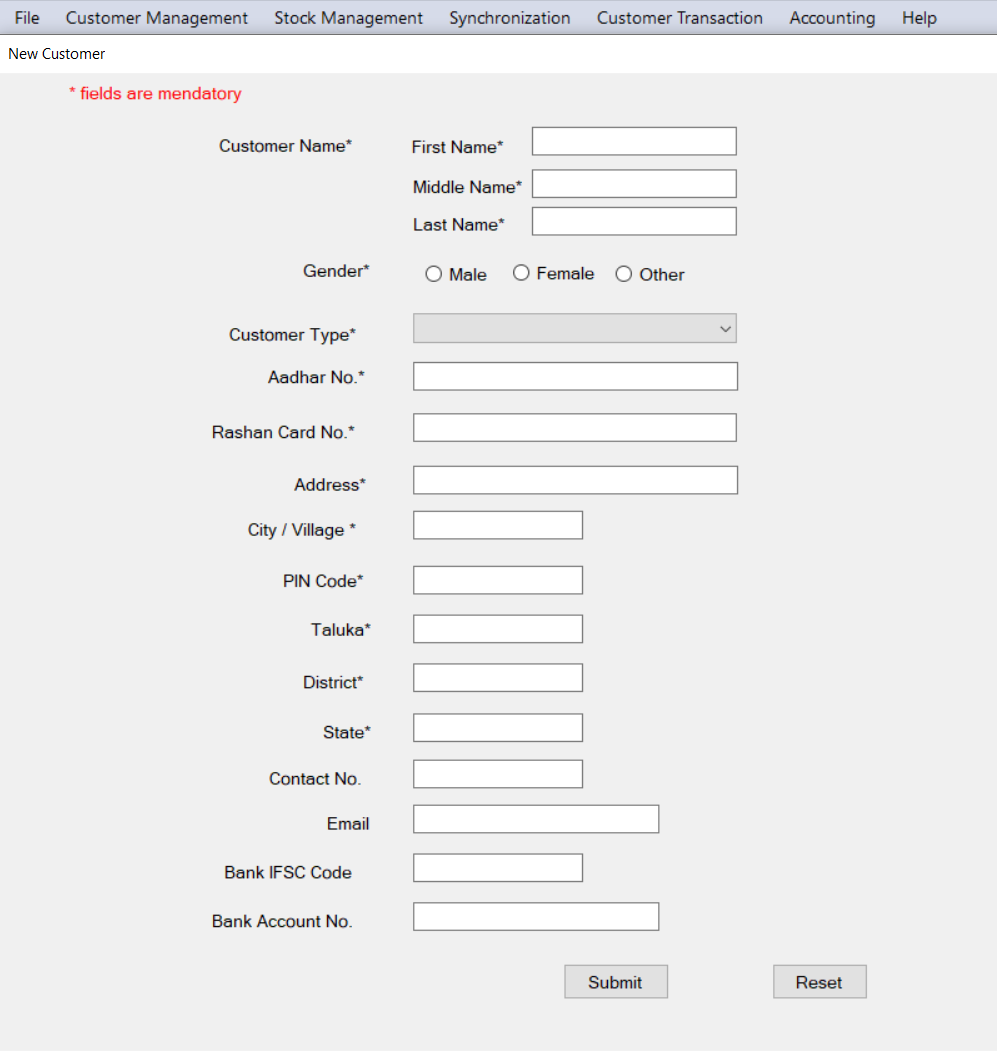 File Customer Management Stock Management Synchronization Customer Transaction Accounting Help
New Customer
* fields are mendatory
Customer Name* First Name*
Middle Name*
Last Name*
Gender* Male Female Other
Customer Type*
Aadhar No.*
Rashan Card No.*
Address*
City / Village *
PIN Code*
Taluka*
District*
State*
Contact No.
Email
Bank IFSC Code
Bank Account No.
Submit Reset